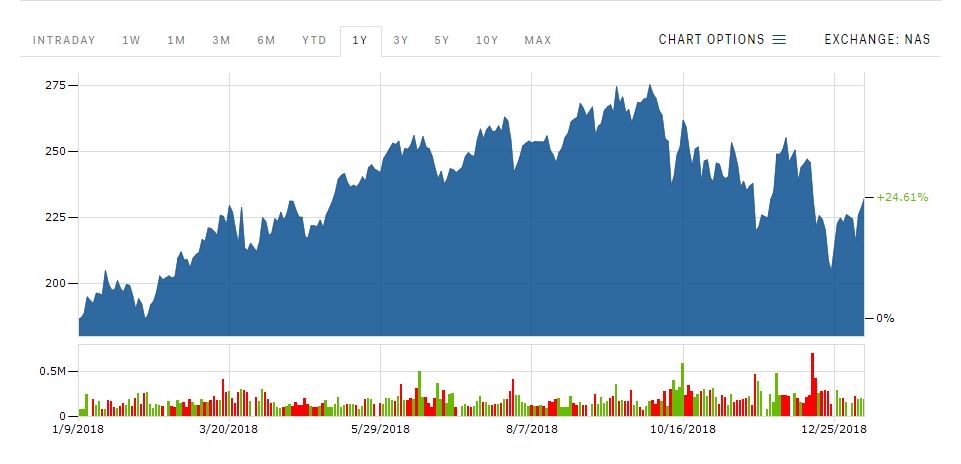 INTRADAY 1W 1M 3M 6M YTD 1Y 3Y 5Y 10Y MAX CHART OPTIONS EXCHANGE: NAS
275
250
225
+24.61%
200
0%
0.5M
0
1/9/2018 3/20/2018 5/29/2018 8/7/2018 10/16/2018 12/25/2018